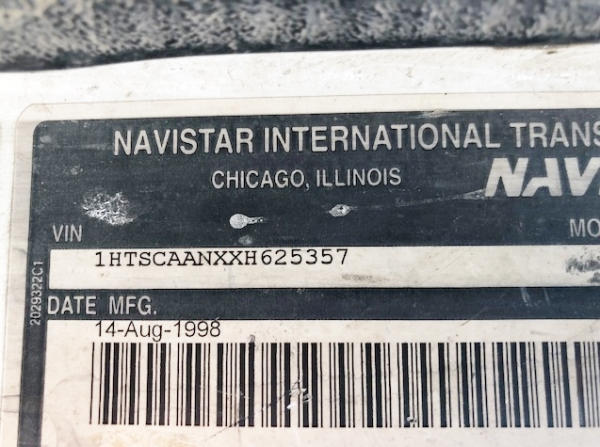 NAVISTAR INTERNATIONAL TRANS
CHICAGO, ILLINOIS
NAV
VIN MO
1HTSCAANXXH625357
DATE MFG.
14-Aug-1998
2029322C1